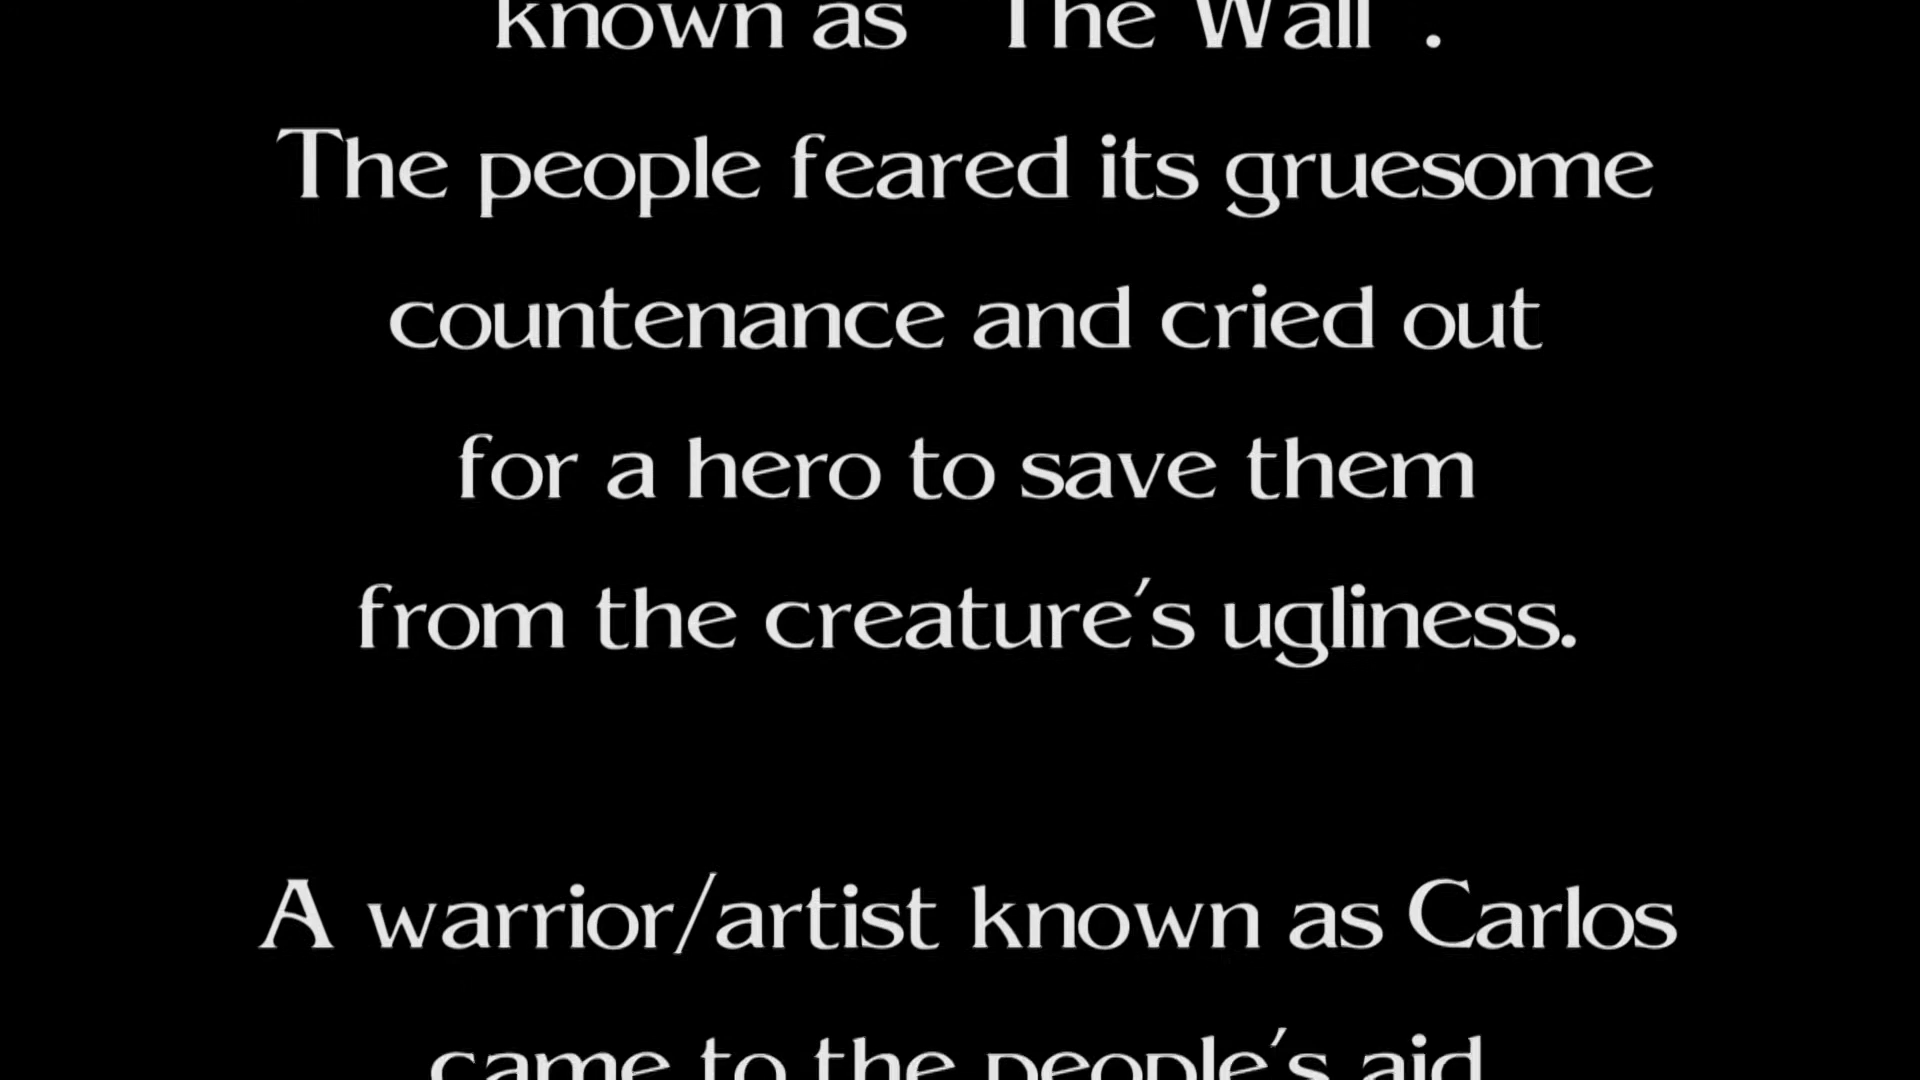 known as The Wall .
The people feared its gruesome
countenance and cried out
for a hero to save them
from the creature's ugliness.
A warrior/artist known as Carlos
came to the people's aid